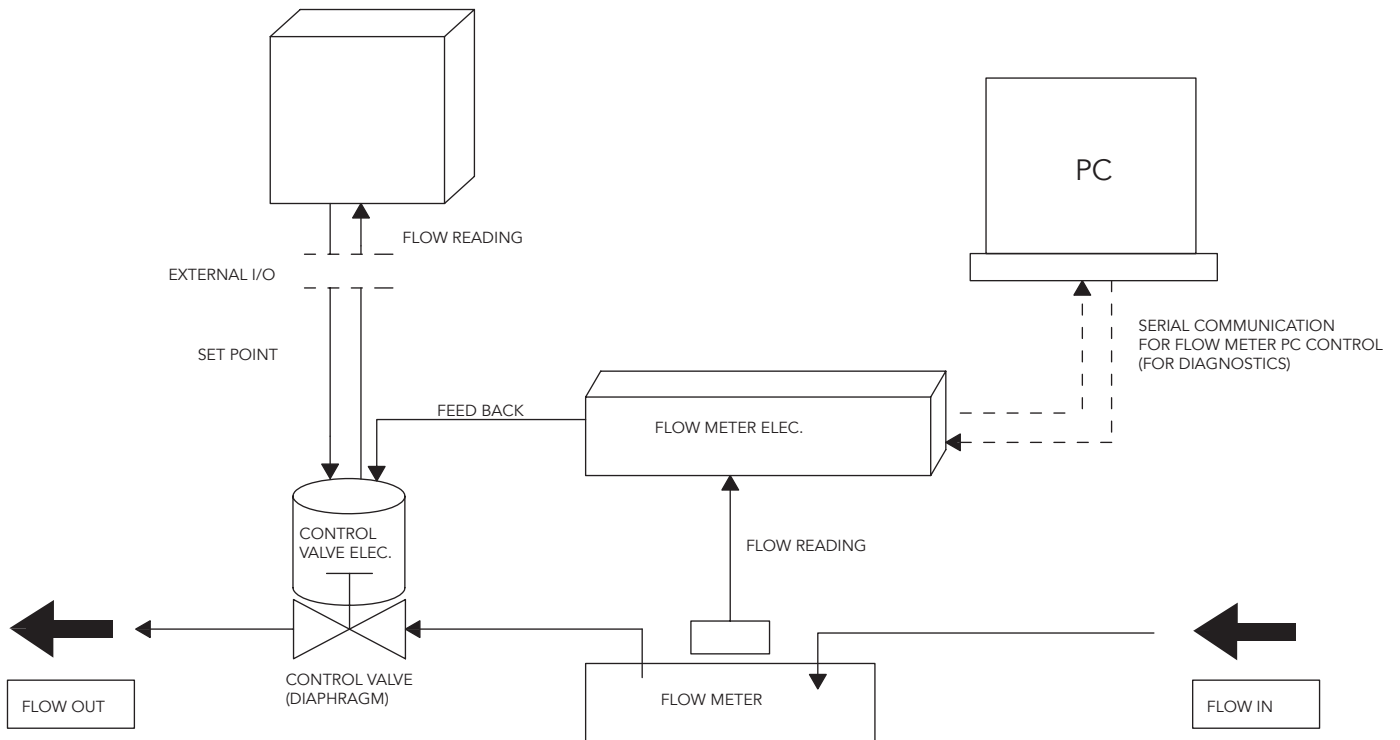 PC
FLOW READING
EXTERNAL I/O
SET POINT
SERIAL COMMUNICATION
FOR FLOW METER PC CONTROL
(FOR DIAGNOSTICS)
FEED BACK
FLOW METER ELEC.
CONTROL
VALVE ELEC.
FLOW READING
CONTROL VALVE
(DIAPHRAGM)
FLOW METER
FLOW OUT
FLOW IN